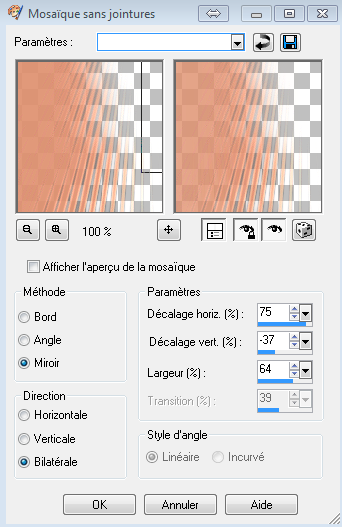 Mosaïque sans jointures
Paramètres :
100 %
Afficher l'aperçu de la mosaïque
Méthode
Bord
Angle
Miroir
Direction
Horizontale
Verticale
Bilatérale
Paramètres
Décalage horiz. (%) : 75
Décalage vert. (%) : -37
Largeur (%) : 64
Transition (%) : 39
Style d'angle
Linéaire Incurvé
OK Annuler Aide